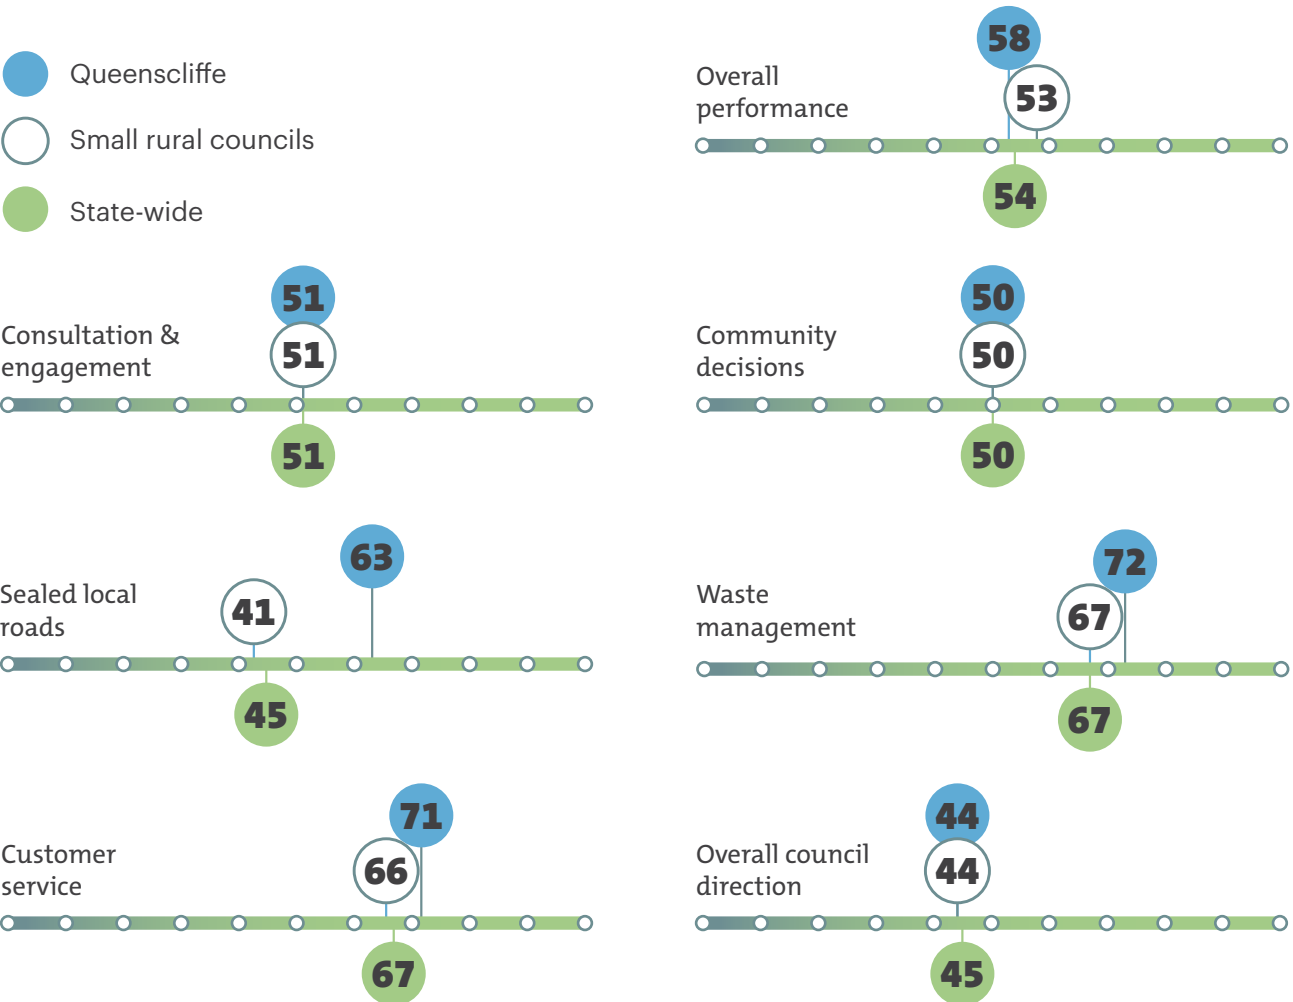 Queenscliffe
Small rural councils
State-wide
58
Overall
performance
53
54
51
Consultation &
engagement
51
51
50
Community
decisions
50
50
63
Sealed local
roads
41
45
72
Waste
management
67
67
71
Customer
service
66
67
44
Overall council
direction
44
45